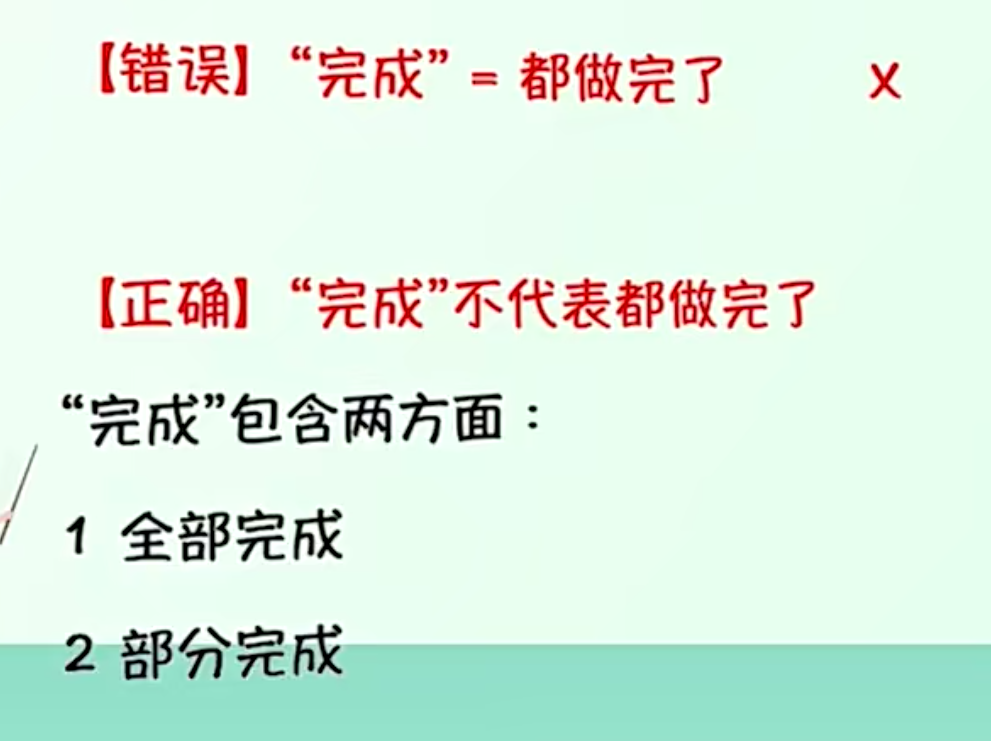 【错误】“完成” = 都做完了 X
【正确】“完成”不代表都做完了
“完成”包含两方面：
1 全部完成
2 部分完成